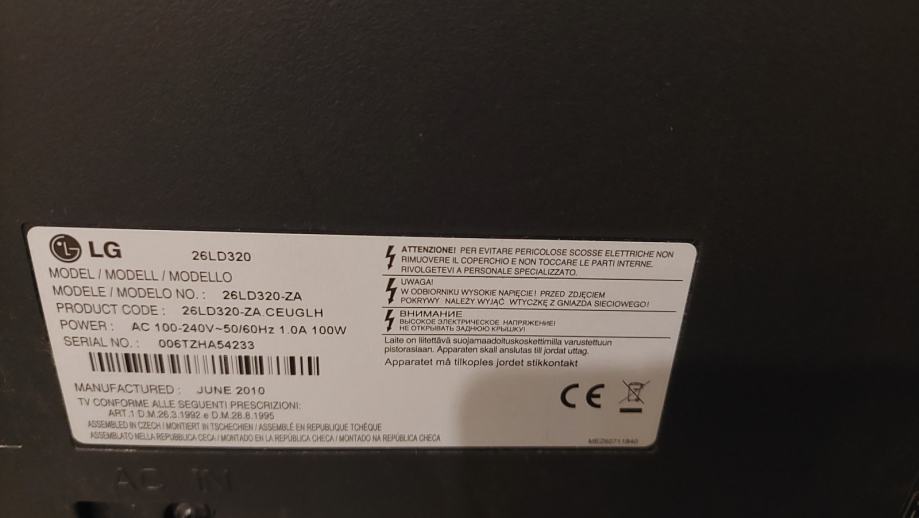 LG
26LD320
MODEL / MODELL / MODELLO
MODELE / MODELO NO. : 26LD320-ZA
PRODUCT CODE : 26LD320-ZA.CEUGLH
POWER : AC 100-240V~50/60Hz 1.0A 100W
SERIAL NO. : 006TZHA54233
MANUFACTURED : JUNE 2010
TV CONFORME ALLE SEGUENTI PRESCRIZIONI:
ART.1 D.M.26.3.1992.e D.M.28.8.1995
ASSEMBLED IN CZECH / MONTIERT IN TSCHECHIEN / ASSEMBLÉ EN REPUBLIQUE TCHÈQUE
ASSEMBLATO NELLA REPUBBLICA CECA / MONTADO EN LA REPÚBLICA CHECA / MONTADO NA REPÚBLICA CHECA
ATTENZIONE! PER EVITARE PERICOLOSE SCOSSE ELETTRICHE NON
RIMUOVERE IL COPERCHIO E NON TOCCARE LE PARTI INTERNE.
RIVOLGETEVI A PERSONALE SPECIALIZZATO.
UWAGA!
W ODBIORNIKU WYSOKIE NAPIĘCIE! PRZED ZDJĘCIEM
POKRYWY NALEŻY WYJĄĆ WTYCZKĘ Z GNIAZDA SIECIOWEGO!
ВНИМАНИЕ
ВЫСОКОЕ ЭЛЕКТРИЧЕСКОЕ НАПРЯЖЕНИЕ!
НЕ ОТКРЫВАТЬ ЗАДНЮЮ КРЫШКУ!
Laite on liitettävä suojamaadoituskoskettimilla varustettuun
pistorasiaan. Apparaten skall anslutas till jordat uttag.
Apparatet må tilkoples jordet stikkontakt
CE
MEZ60711840
AC IN